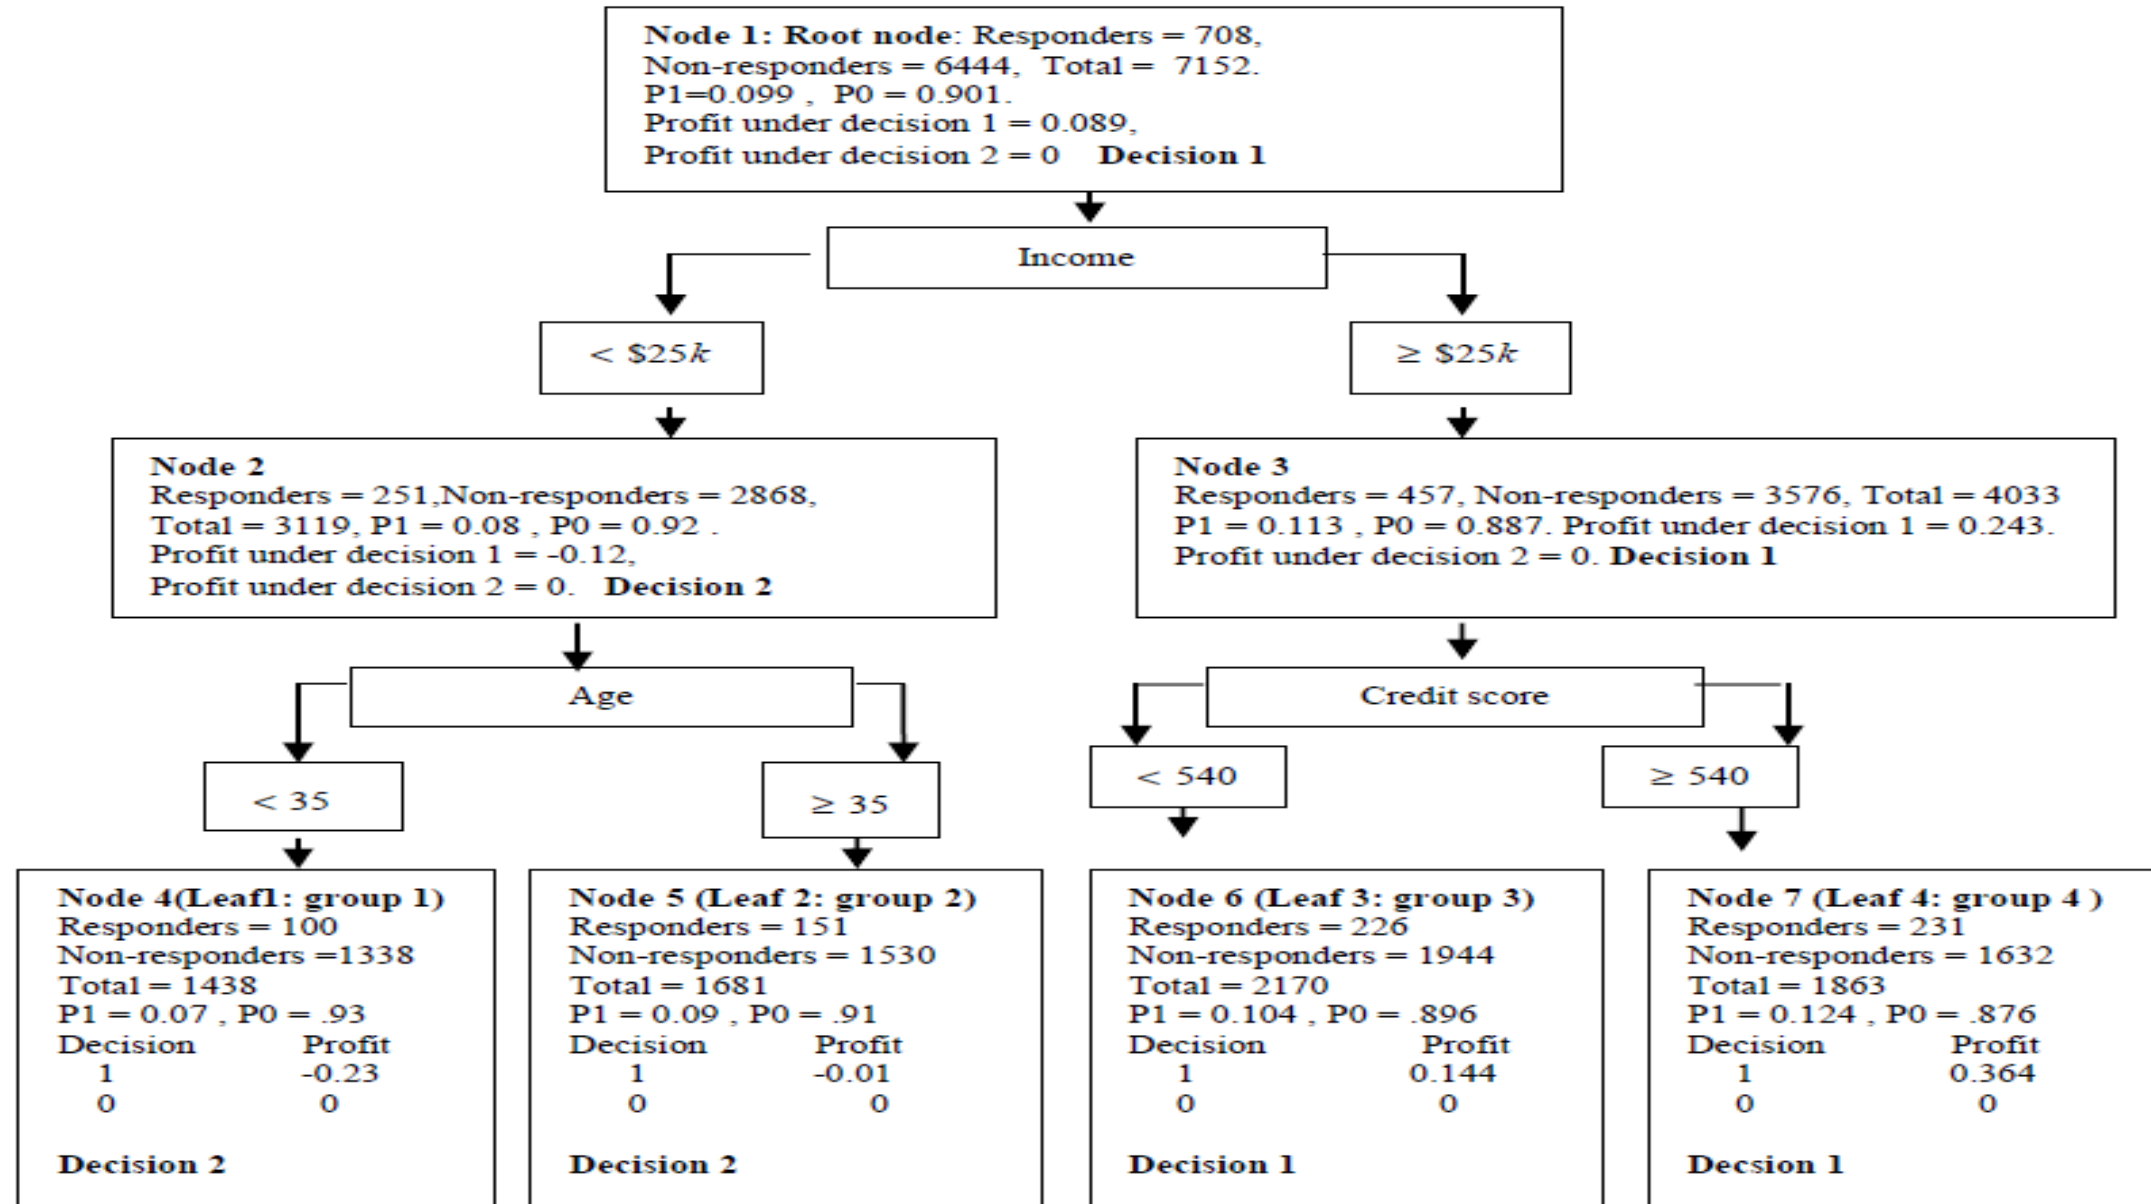 Node 1: Root node: Responders = 708,
Non-responders = 6444,  Total =  7152.
P1=0.099 ,  P0 = 0.901.
Profit under decision 1 = 0.089,
Profit under decision 2 = 0    Decision 1
Income
< $25k
≥ $25k
Node 2
Responders = 251,Non-responders = 2868,
Total = 3119, P1 = 0.08 , P0 = 0.92 .
Profit under decision 1 = -0.12,
Profit under decision 2 = 0.   Decision 2
Node 3
Responders = 457, Non-responders = 3576, Total = 4033
P1 = 0.113 , P0 = 0.887. Profit under decision 1 = 0.243.
Profit under decision 2 = 0. Decision 1
Age
Credit score
< 35
≥ 35
< 540
≥ 540
Node 4(Leaf1: group 1)
Responders = 100
Non-responders =1338
Total = 1438
P1 = 0.07 , P0 = .93
Decision Profit
1 -0.23
0 0
Decision 2
Node 5 (Leaf 2: group 2)
Responders = 151
Non-responders = 1530
Total = 1681
P1 = 0.09 , P0 = .91
Decision Profit
1 -0.01
0 0
Decision 2
Node 6 (Leaf 3: group 3)
Responders = 226
Non-responders = 1944
Total = 2170
P1 = 0.104 , P0 = .896
Decision Profit
1 0.144
0 0
Decision 1
Node 7 (Leaf 4: group 4 )
Responders = 231
Non-responders = 1632
Total = 1863
P1 = 0.124 , P0 = .876
Decision Profit
1 0.364
0 0
Decsion 1